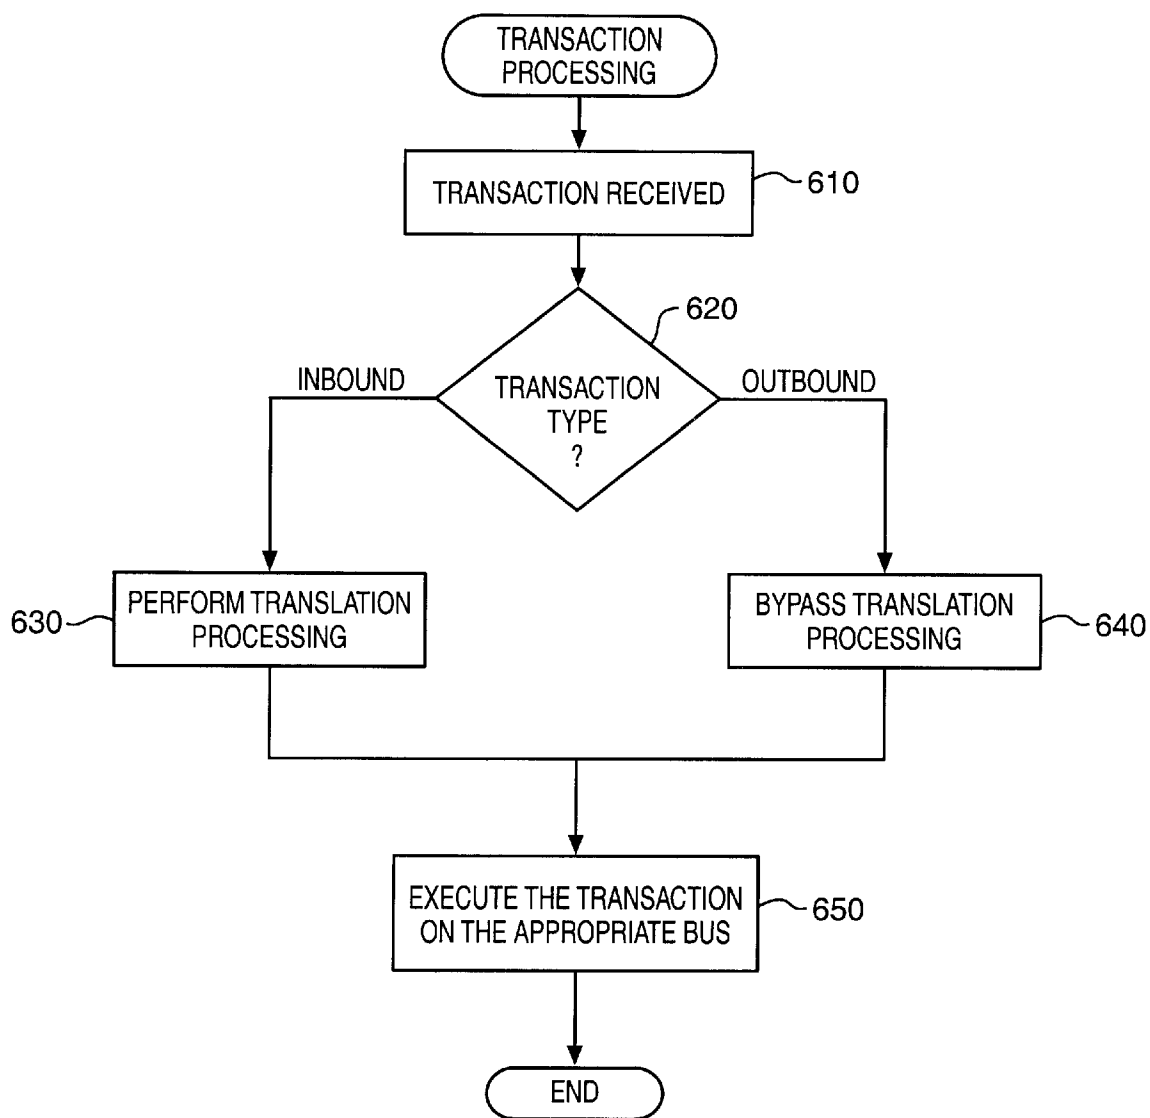 TRANSACTION
PROCESSING
TRANSACTION RECEIVED
610
620
INBOUND
TRANSACTION
TYPE
?
OUTBOUND
630
PERFORM TRANSLATION
PROCESSING
BYPASS TRANSLATION
PROCESSING
640
EXECUTE THE TRANSACTION
ON THE APPROPRIATE BUS
650
END